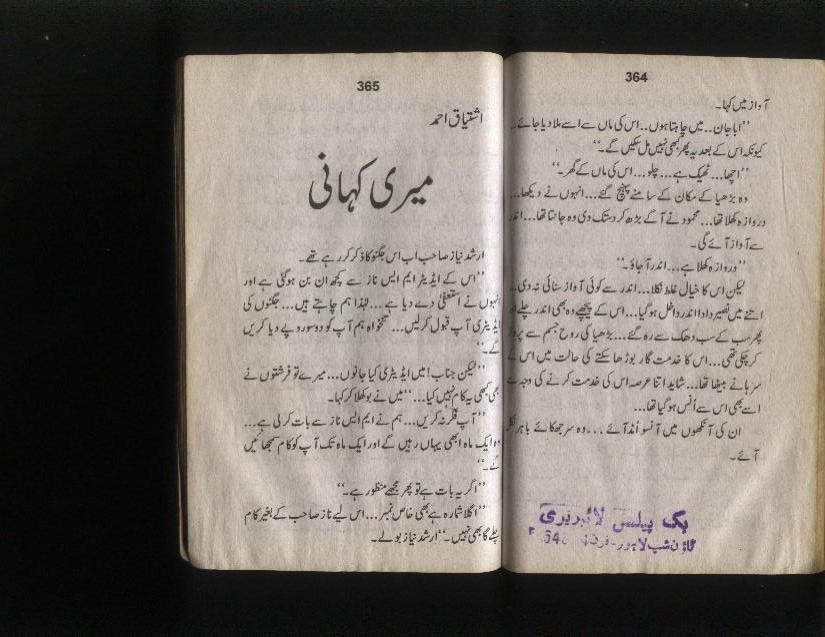 364
آواز میں کہا۔
’’ابا جان.. میں چاہتا ہوں.. اس کی ماں سے اسے ملا دیا جائے..
کیونکہ اس کے بعد یہ پھر بھی نہیں مل سکیں گے۔‘‘
’’اچھا... ٹھیک ہے... چلو... اس کی ماں کے گھر۔‘‘
وہ بڑھیا کے مکان کے سامنے پہنچ گئے... انہوں نے دیکھا...
دروازہ کھلا تھا... محمود نے آگے بڑھ کر دستک دی وہ جانتا تھا... اندر
سے آواز آئے گی۔
’’دروازہ کھلا ہے... اندر آ جاؤ۔‘‘
لیکن اس کا خیال غلط نکلا... اندر سے کوئی آواز سنائی نہ دی...
اتنے میں نصیر دادا اندر داخل ہو گیا... اس کے پیچھے وہ بھی اندر چلے
پھر سب کے سب دھک سے رہ گئے... بڑھیا کی روح جسم سے
کر چکی تھی... اس کا خدمت گار بوڑھا سکتے کی حالت میں اس کے
سرہانے بیٹھا تھا... شاید اتنا عرصہ اس کی خدمت کرنے کی وجہ سے
اسے بھی اس سے اُنس ہو گیا تھا...
ان کی آنکھوں میں آنسو اُمڈ آئے... وہ سر جھکائے باہر نکل
آئے۔
بک پیلس لائبریری
ٹاؤن شپ لاہور
365
اشتیاق احمد
میری کہانی
ارشد نیاز صاحب اب اس جگنو کا ذکر کر رہے تھے۔
’’اس کے ایڈیٹر ایم ایس ناز سے کچھ ان بن ہو گئی ہے اور
انہوں نے استعفیٰ دے دیا ہے... لہٰذا ہم چاہتے ہیں... جگنو کی
ایڈیٹری آپ قبول کر لیں... تنخواہ ہم آپ کو دو سو روپے دیا کریں
گے۔‘‘
’’لیکن جناب! میں ایڈیٹری کیا جانوں... میرے تو فرشتوں نے
بھی کبھی یہ کام نہیں کیا...‘‘ میں نے بوکھلا کر کہا۔
’’آپ فکر نہ کریں... ہم نے ایم ایس ناز سے بات کر لی ہے...
وہ ایک ماہ ابھی یہاں رہیں گے اور ایک ماہ تک آپ کو کام سمجھائیں
گے۔‘‘
’’اگر یہ بات ہے تو پھر مجھے منظور ہے۔‘‘
’’اگلا شمارہ ہے بھی خاص نمبر... اس لیے ناز صاحب کے بغیر کام
چلے گا بھی نہیں۔‘‘ ارشد نیاز بولے۔